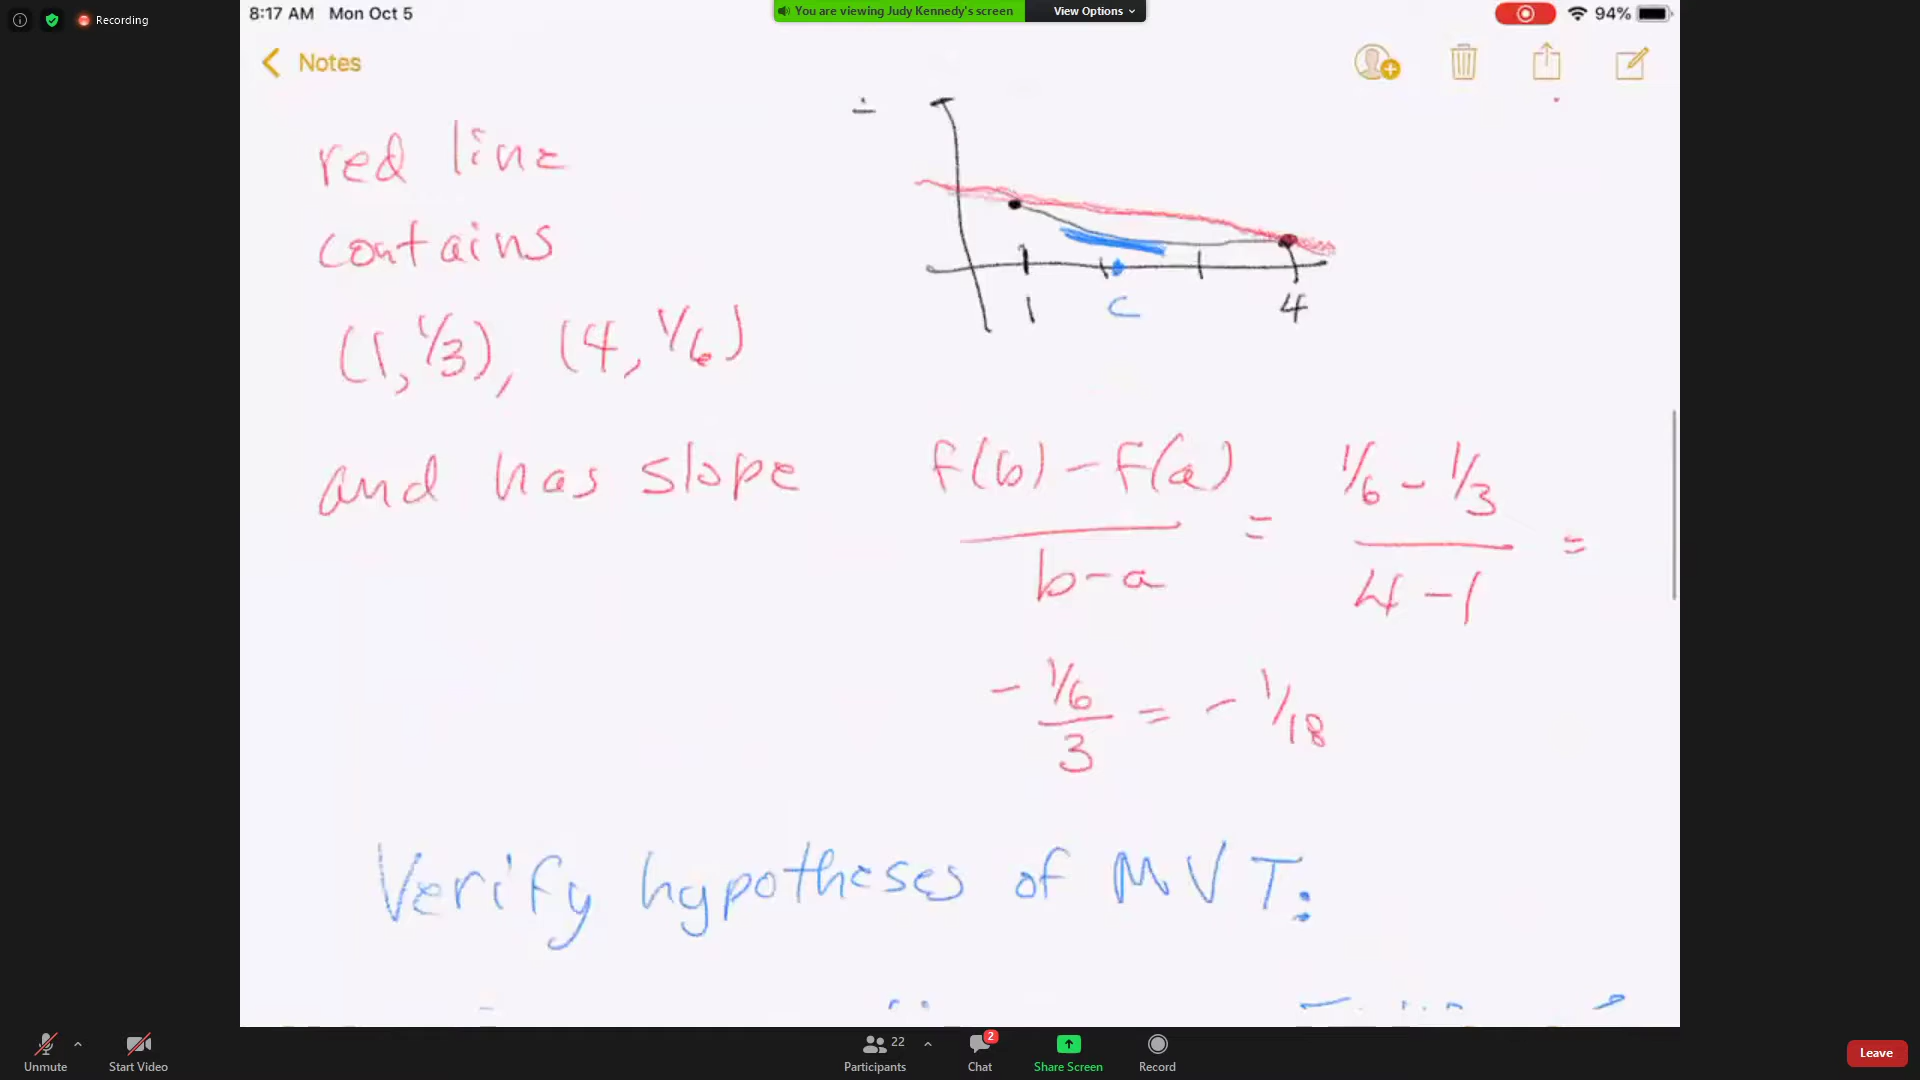 Recording
8:17 AM Mon Oct 5
You are viewing Judy Kennedy's screen
View Options
94%
Notes
red line
contains
(1, 1/3), (4, 1/6)
1
c
4
and has slope
f(b) - f(a)
b - a
=
1/6 - 1/3
4 - 1
=
- 1/6
3
= - 1/18
Verify hypotheses of MVT:
Unmute
Start Video
22
Participants
2
Chat
Share Screen
Record
Leave